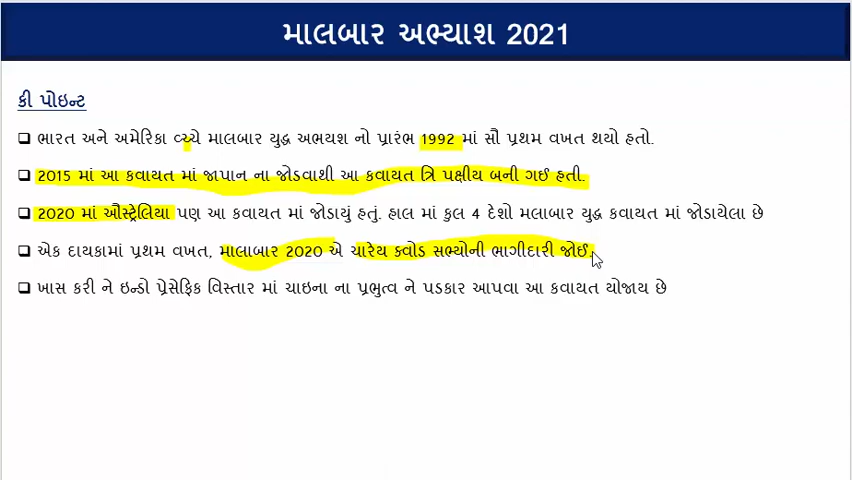 માલબાર અભ્યાશ 2021
કી પોઇન્ટ
❑ ભારત અને અમેરિકા વચ્ચે માલબાર યુદ્ધ અભયશ નો પ્રારંભ 1992 માં સૌ પ્રથમ વખત થયો હતો.
❑ 2015 માં આ કવાયત માં જાપાન ના જોડવાથી આ કવાયત ત્રિ પક્ષીય બની ગઈ હતી.
❑ 2020 માં ઔસ્ટ્રેલિયા પણ આ કવાયત માં જોડાયું હતું. હાલ માં કુલ 4 દેશો મલાબાર યુદ્ધ કવાયત માં જોડાયેલા છે
❑ એક દાયકામાં પ્રથમ વખત, માલાબાર 2020 એ ચારેય ક્વોડ સભ્યોની ભાગીદારી જોઈ.
❑ ખાસ કરી ને ઇન્ડો પ્રેસેફિક વિસ્તાર માં ચાઇના ના પ્રભુત્વ ને પડકાર આપવા આ કવાયત યોજાય છે